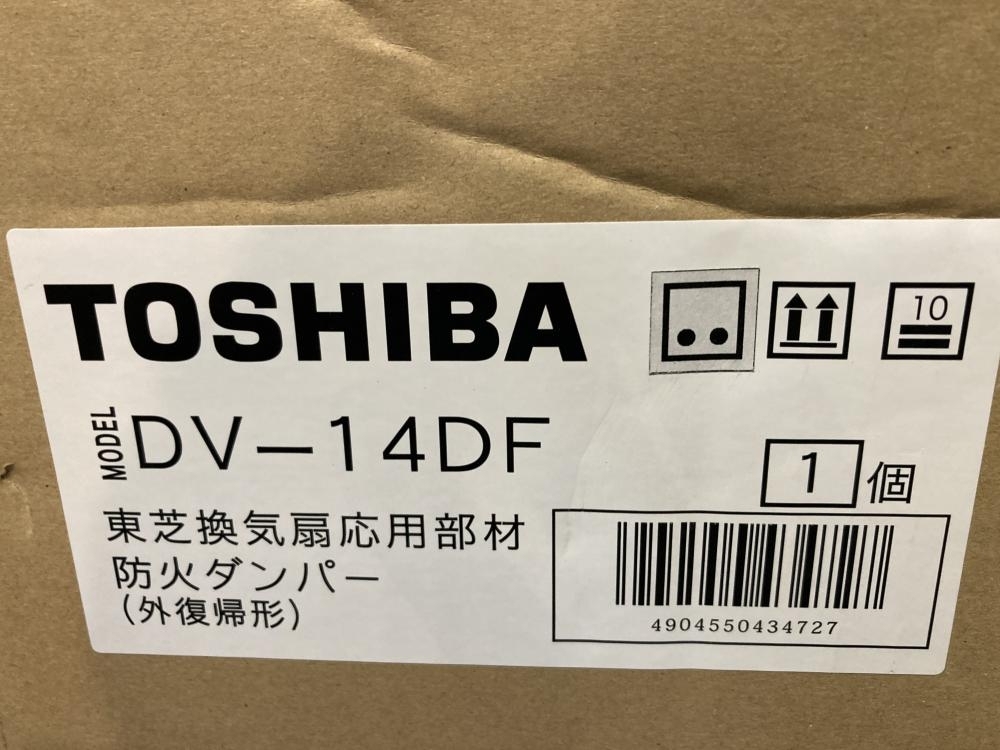 TOSHIBA
10
MODEL DV-14DF
1個
東芝換気扇応用部材
防火ダンパー
(外復帰形)
4904550434727